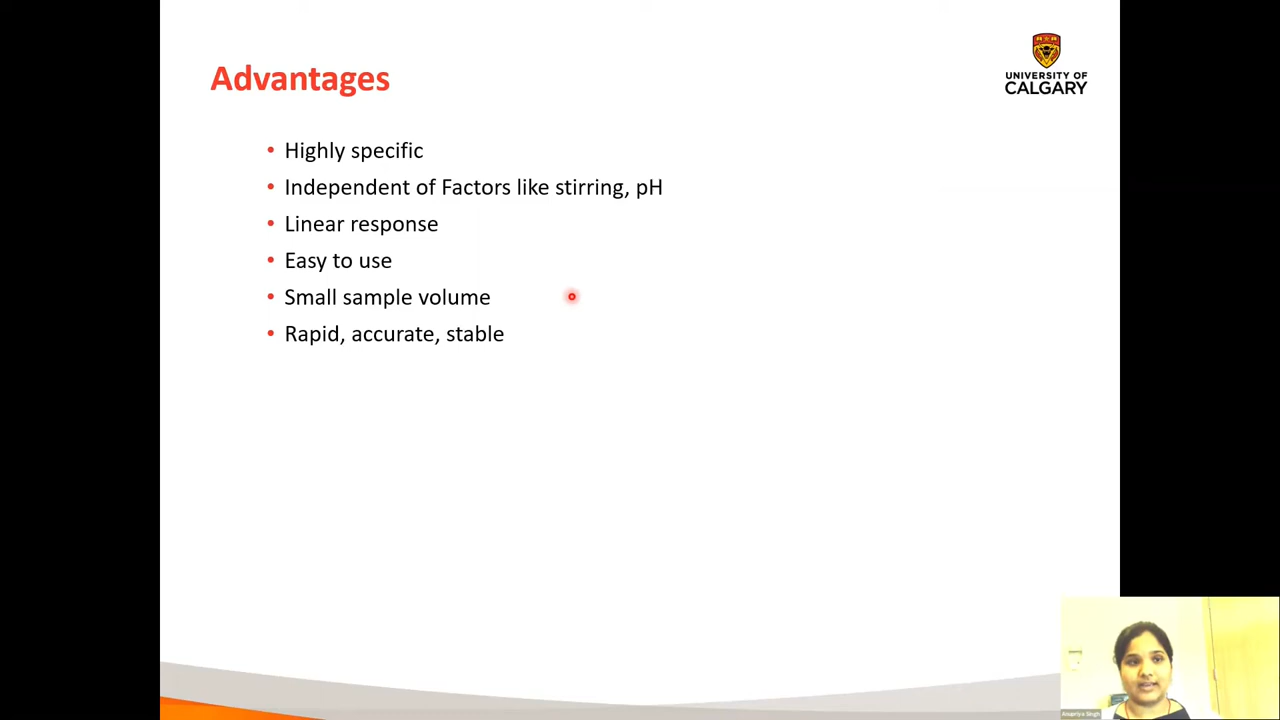 Advantages
UNIVERSITY OF
CALGARY
• Highly specific
• Independent of Factors like stirring, pH
• Linear response
• Easy to use
• Small sample volume
• Rapid, accurate, stable
Singh